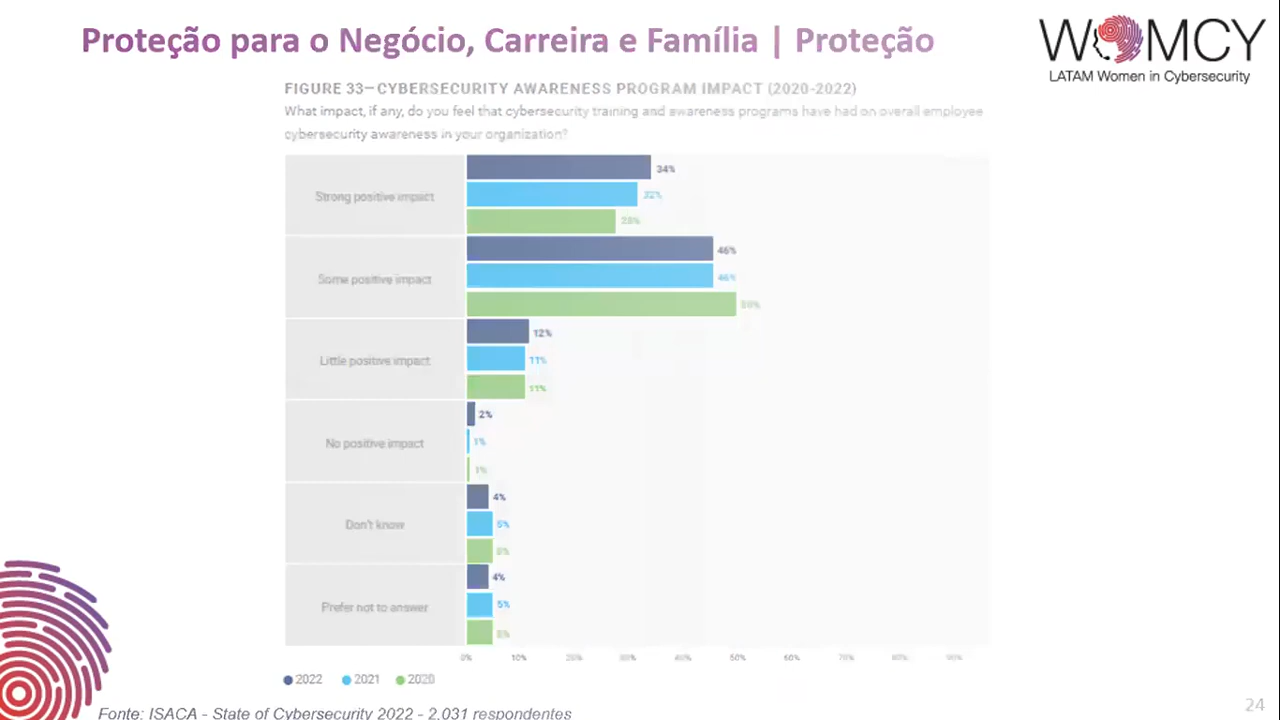 Proteção para o Negócio, Carreira e Família | Proteção
WOMCY
LATAM Women in Cybersecurity
FIGURE 33—CYBERSECURITY AWARENESS PROGRAM IMPACT (2020-2022)
What impact, if any, do you feel that cybersecurity training and awareness programs have had on overall employee
cybersecurity awareness in your organization?
Strong positive impact
34%
32%
28%
Some positive impact
46%
46%
50%
Little positive impact
12%
11%
11%
No positive impact
2%
1%
1%
Don't know
4%
5%
5%
Prefer not to answer
4%
5%
5%
0% 10% 20% 30% 40% 50% 60% 70% 80% 90%
2022 2021 2020
Fonte: ISACA - State of Cybersecurity 2022 - 2.031 respondentes
24